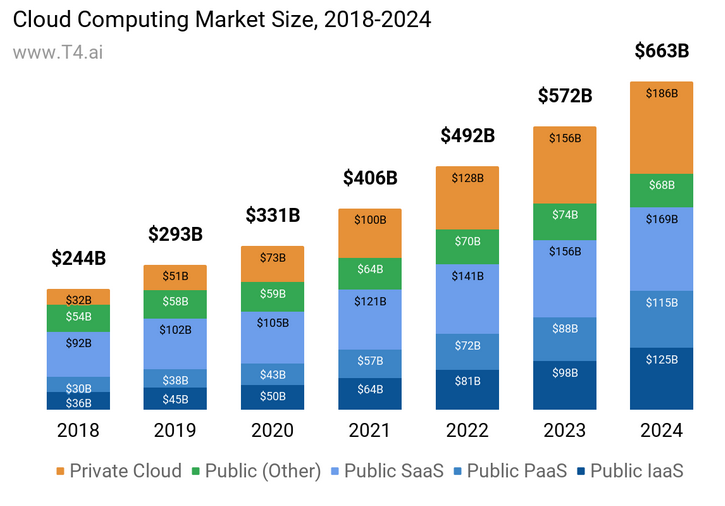 Cloud Computing Market Size, 2018-2024
www.T4.ai
$663B
$572B
$492B
$406B
$331B
$293B
$244B
$32B
$54B
$92B
$30B
$36B
$51B
$58B
$102B
$38B
$45B
$73B
$59B
$105B
$43B
$50B
$100B
$64B
$121B
$57B
$64B
$128B
$70B
$141B
$72B
$81B
$156B
$74B
$156B
$88B
$98B
$186B
$68B
$169B
$115B
$125B
2018 2019 2020 2021 2022 2023 2024
Private Cloud Public (Other) Public SaaS Public PaaS Public IaaS